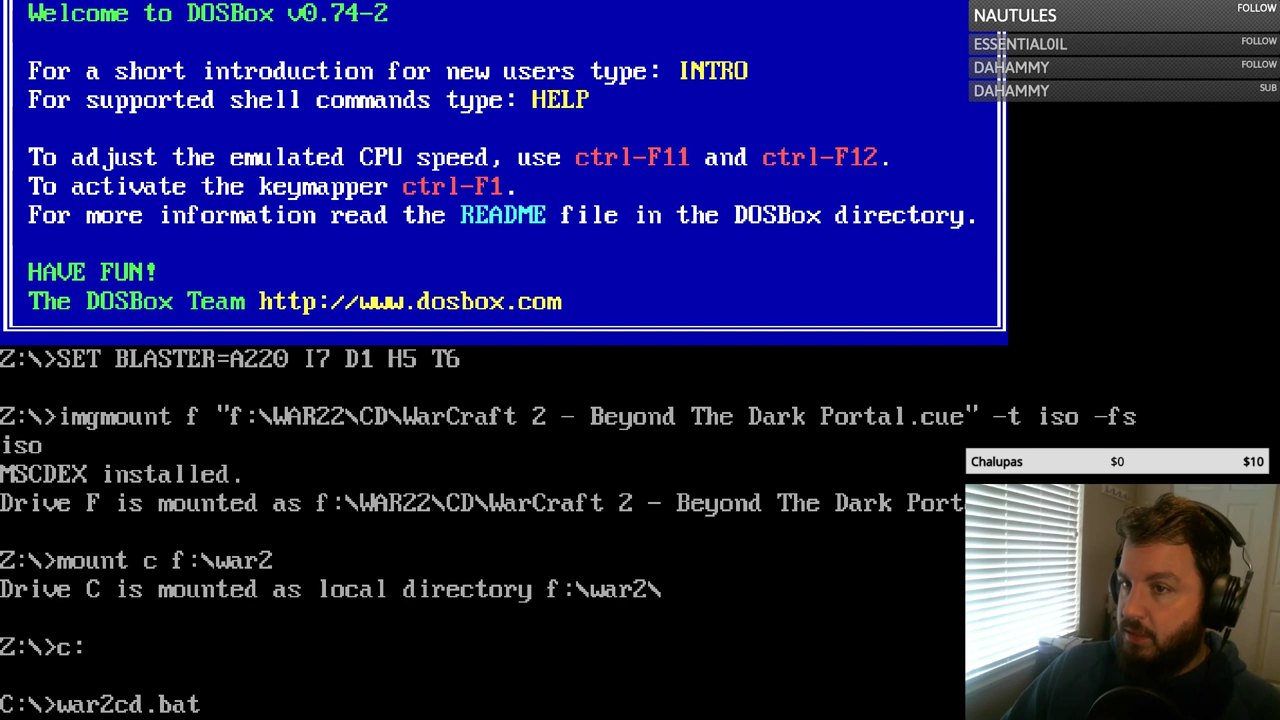 Welcome to DOSBox v0.74-2
For a short introduction for new users type: INTRO
For supported shell commands type: HELP
To adjust the emulated CPU speed, use ctrl-F11 and ctrl-F12.
To activate the keymapper ctrl-F1.
For more information read the README file in the DOSBox directory.
HAVE FUN!
The DOSBox Team http://www.dosbox.com
Z:\>SET BLASTER=A220 I7 D1 H5 T6
Z:\>imgmount f "f:\WAR22\CD\WarCraft 2 - Beyond The Dark Portal.cue" -t iso -fs
iso
MSCDEX installed.
Drive F is mounted as f:\WAR22\CD\WarCraft 2 - Beyond The Dark Port
Z:\>mount c f:\war2
Drive C is mounted as local directory f:\war2\
Z:\>c:
C:\>war2cd.bat
NAUTULES FOLLOW
ESSENTIAL0IL FOLLOW
DAHAMMY FOLLOW
DAHAMMY SUB
Chalupas $0 $10